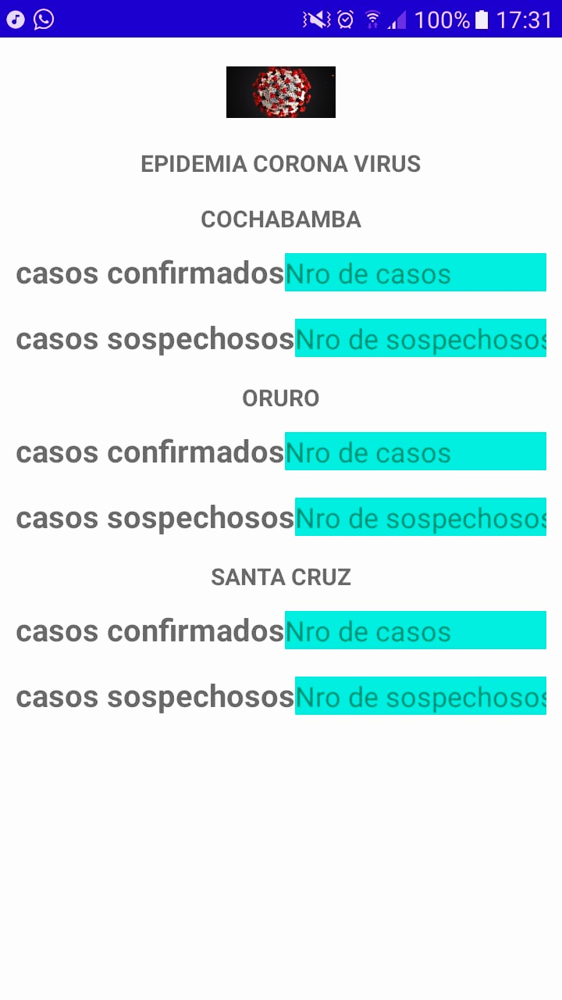 100% 17:31
EPIDEMIA CORONA VIRUS
COCHABAMBA
casos confirmados Nro de casos
casos sospechosos Nro de sospechosos
ORURO
casos confirmados Nro de casos
casos sospechosos Nro de sospechosos
SANTA CRUZ
casos confirmados Nro de casos
casos sospechosos Nro de sospechosos